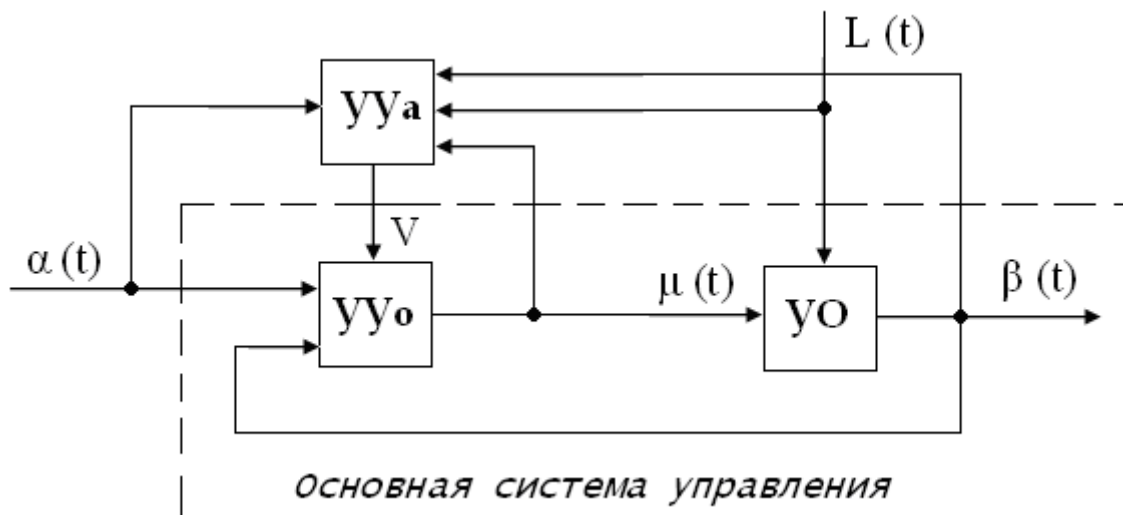 L (t)
УУа
V
α (t)
УУо
μ (t)
УО
β (t)
Основная система управления